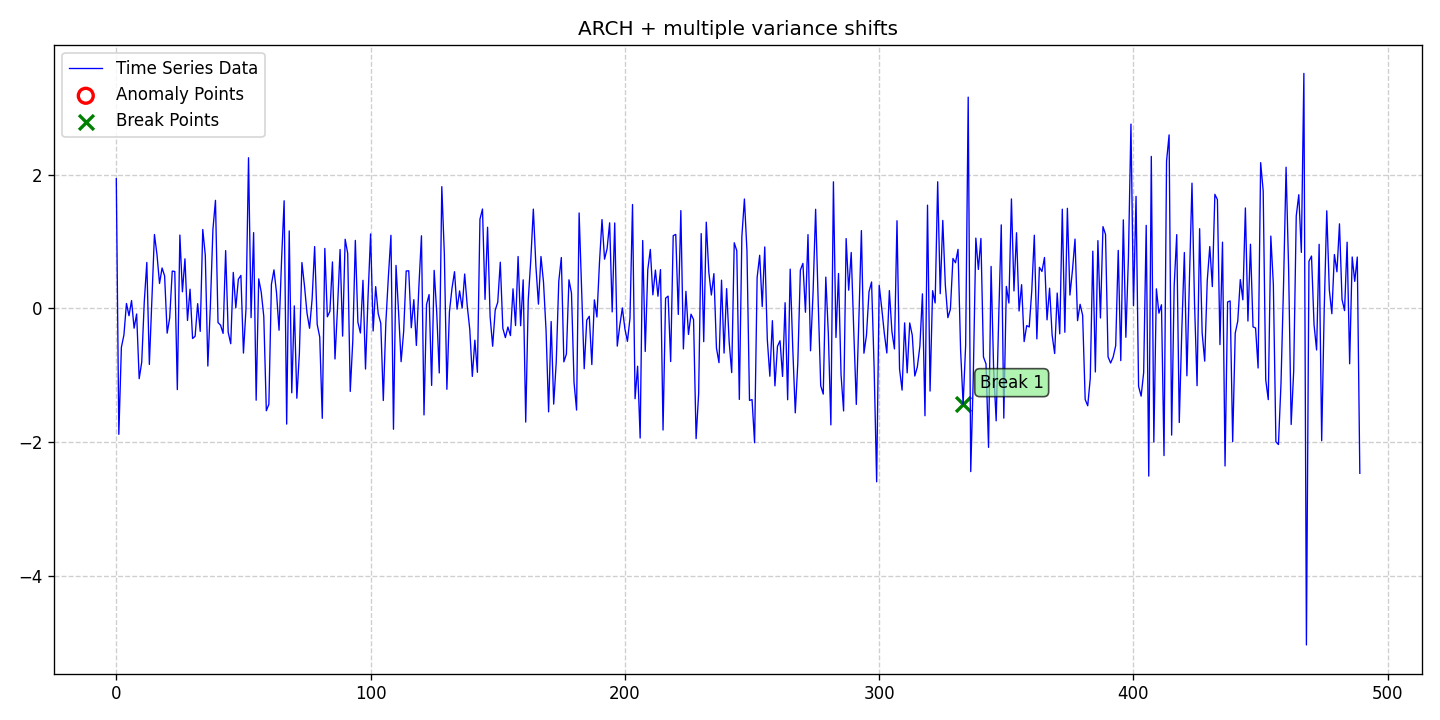 ARCH + multiple variance shifts
Time Series Data
Anomaly Points
Break Points
Break 1
2
0
−2
−4
0 100 200 300 400 500